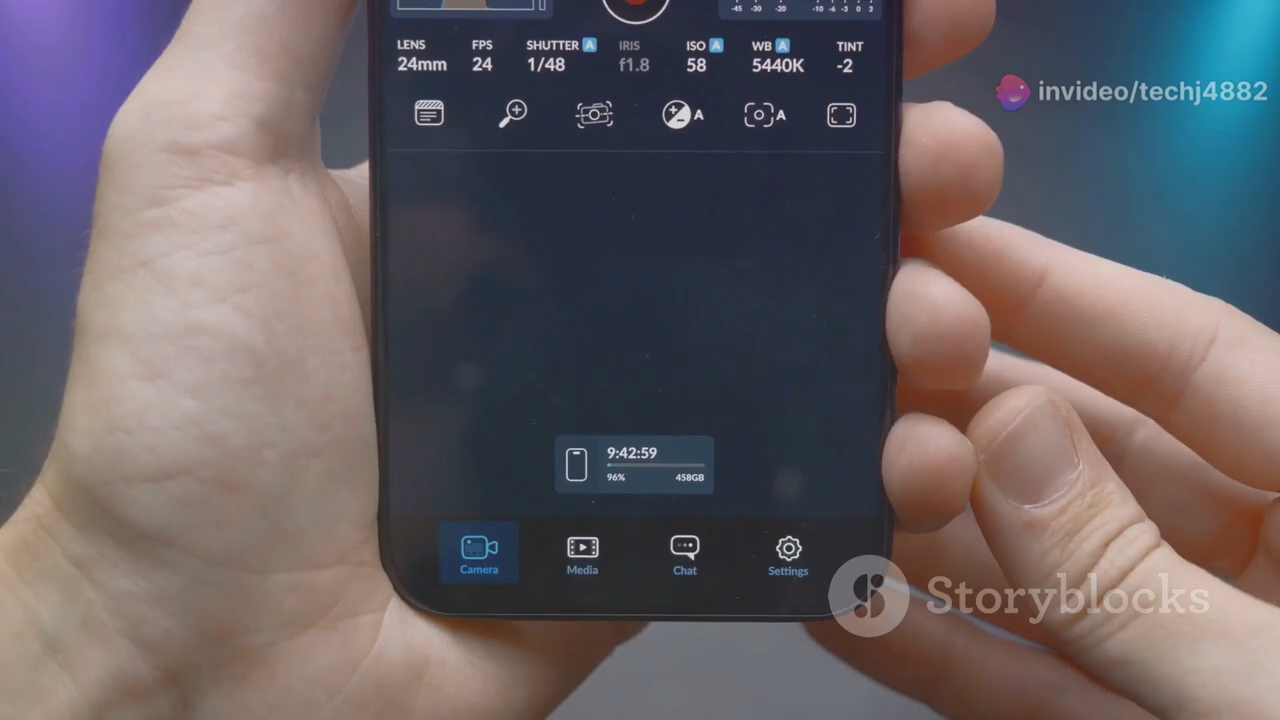 -45 -30 -20 -10 -6 -3 0 3
LENS FPS SHUTTER A IRIS ISO A WB A TINT
24mm 24 1/48 f1.8 58 5440K -2
invideo/techj4882
A A
9:42:59
96% 458GB
Camera Media Chat Settings
Storyblocks